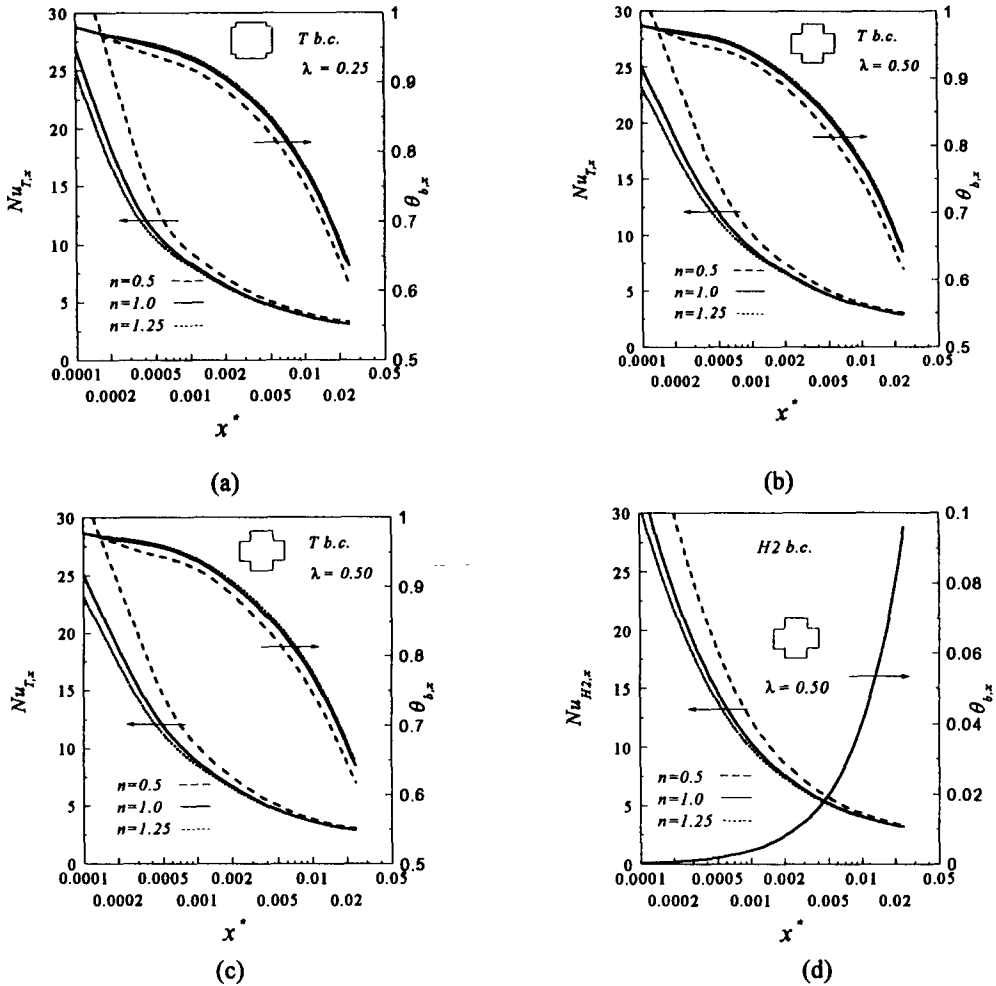 30
25
20
15
10
5
0
Nu_{T,x}
T b.c.
λ = 0.25
n=0.5
n=1.0
n=1.25
1
0.9
0.8
0.7
0.6
0.5
θ_{b,x}
0.0001 0.0005 0.002 0.01 0.05
0.0002 0.001 0.005 0.02
x*
(a)
30
25
20
15
10
5
0
Nu_{T,x}
T b.c.
λ = 0.50
n=0.5
n=1.0
n=1.25
1
0.9
0.8
0.7
0.6
0.5
θ_{b,x}
0.0001 0.0005 0.002 0.01 0.05
0.0002 0.001 0.005 0.02
x*
(b)
30
25
20
15
10
5
0
Nu_{T,x}
T b.c.
λ = 0.50
n=0.5
n=1.0
n=1.25
1
0.9
0.8
0.7
0.6
0.5
θ_{b,x}
0.0001 0.0005 0.002 0.01 0.05
0.0002 0.001 0.005 0.02
x*
(c)
30
25
20
15
10
5
0
Nu_{H2,x}
H2 b.c.
λ = 0.50
n=0.5
n=1.0
n=1.25
0.1
0.08
0.06
0.04
0.02
0
θ_{b,x}
0.0001 0.0005 0.002 0.01 0.05
0.0002 0.001 0.005 0.02
x*
(d)